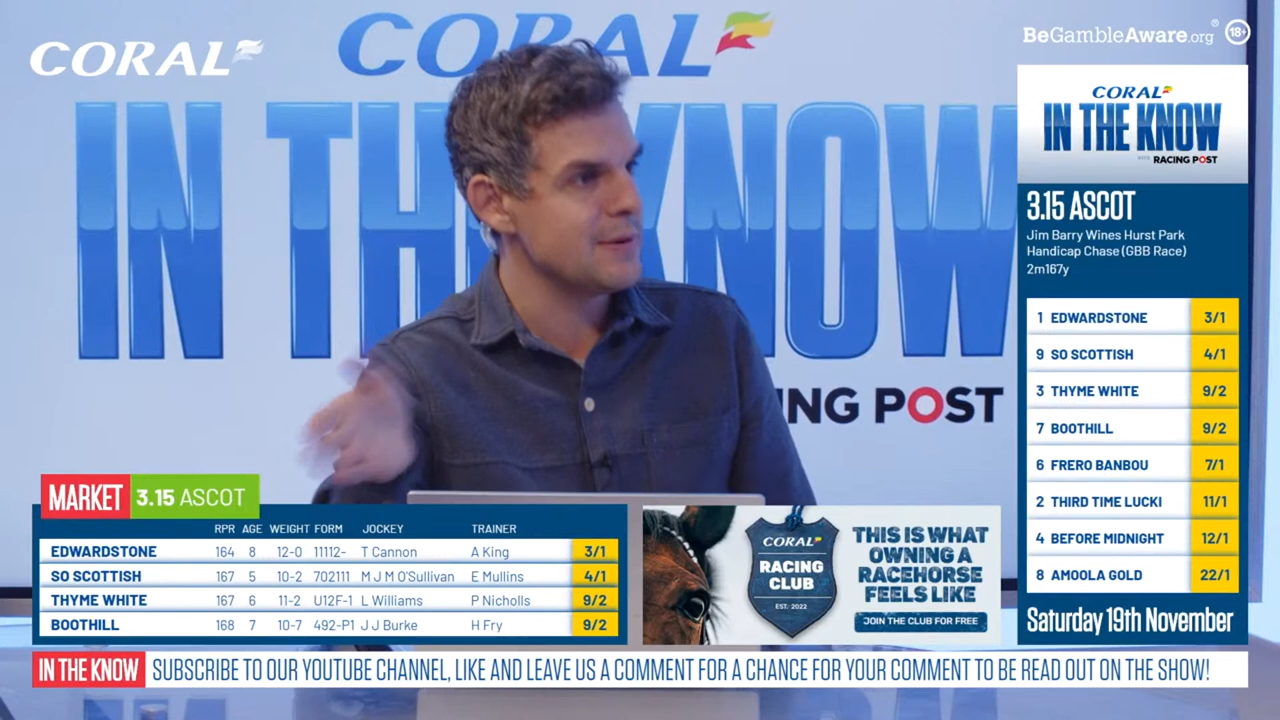 CORAL
CORAL
BeGambleAware.org® 18+
IN THE KNOW
ING POST
CORAL
IN THE KNOW
WITH RACING POST
3.15 ASCOT
Jim Barry Wines Hurst Park
Handicap Chase (GBB Race)
2m167y
1 EDWARDSTONE 3/1
9 SO SCOTTISH 4/1
3 THYME WHITE 9/2
7 BOOTHILL 9/2
6 FRERO BANBOU 7/1
2 THIRD TIME LUCKI 11/1
4 BEFORE MIDNIGHT 12/1
8 AMOOLA GOLD 22/1
Saturday 19th November
MARKET 3.15 ASCOT
RPR AGE WEIGHT FORM JOCKEY TRAINER
EDWARDSTONE 164 8 12-0 11112- T Cannon A King 3/1
SO SCOTTISH 167 5 10-2 702111 M J M O'Sullivan E Mullins 4/1
THYME WHITE 167 6 11-2 U12F-1 L Williams P Nicholls 9/2
BOOTHILL 168 7 10-7 492-P1 J J Burke H Fry 9/2
CORAL
RACING
CLUB
EST. 2022
THIS IS WHAT
OWNING A
RACEHORSE
FEELS LIKE
JOIN THE CLUB FOR FREE
IN THE KNOW SUBSCRIBE TO OUR YOUTUBE CHANNEL, LIKE AND LEAVE US A COMMENT FOR A CHANCE FOR YOUR COMMENT TO BE READ OUT ON THE SHOW!